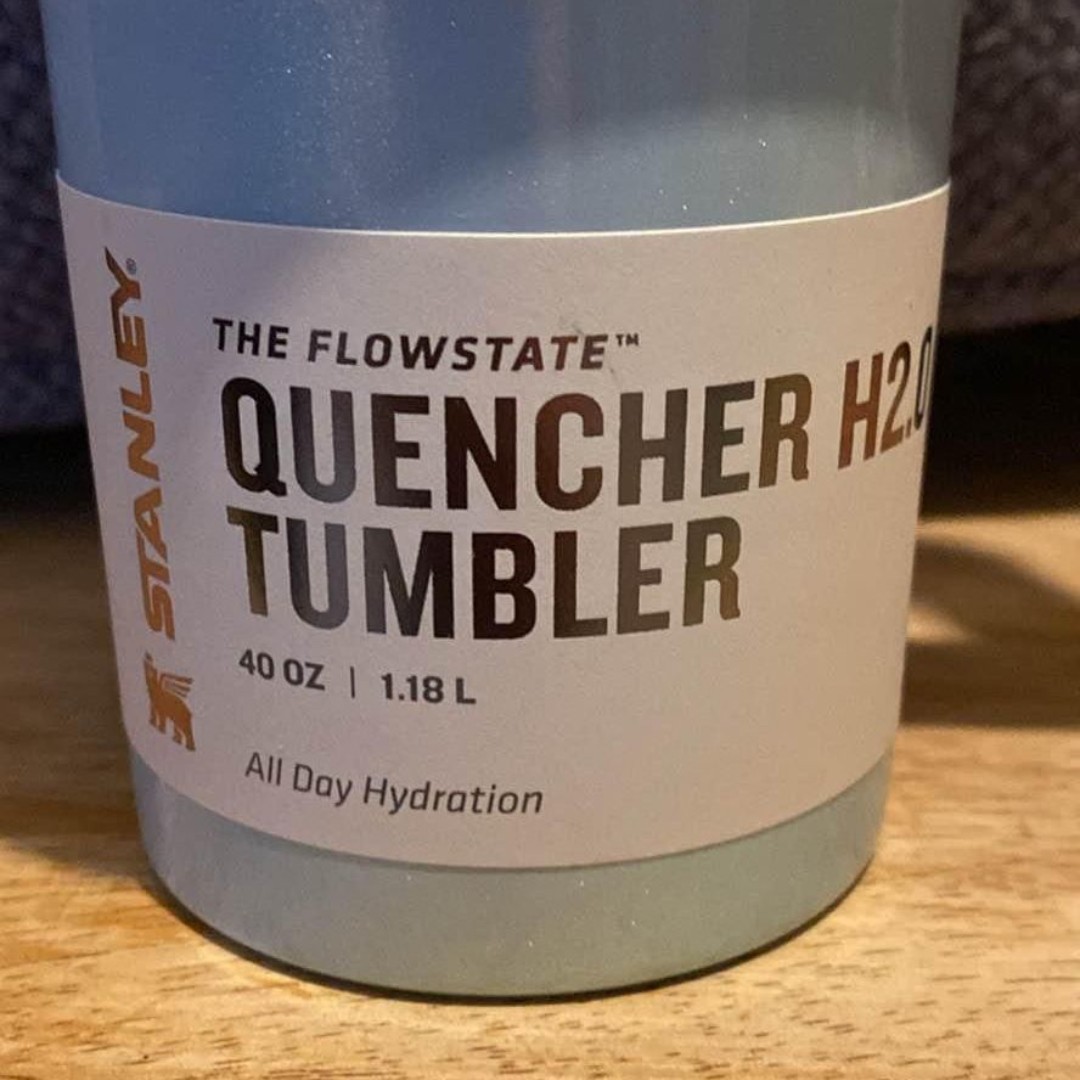 STANLEY®
THE FLOWSTATE™
QUENCHER H2.0
TUMBLER
40 OZ | 1.18 L
All Day Hydration